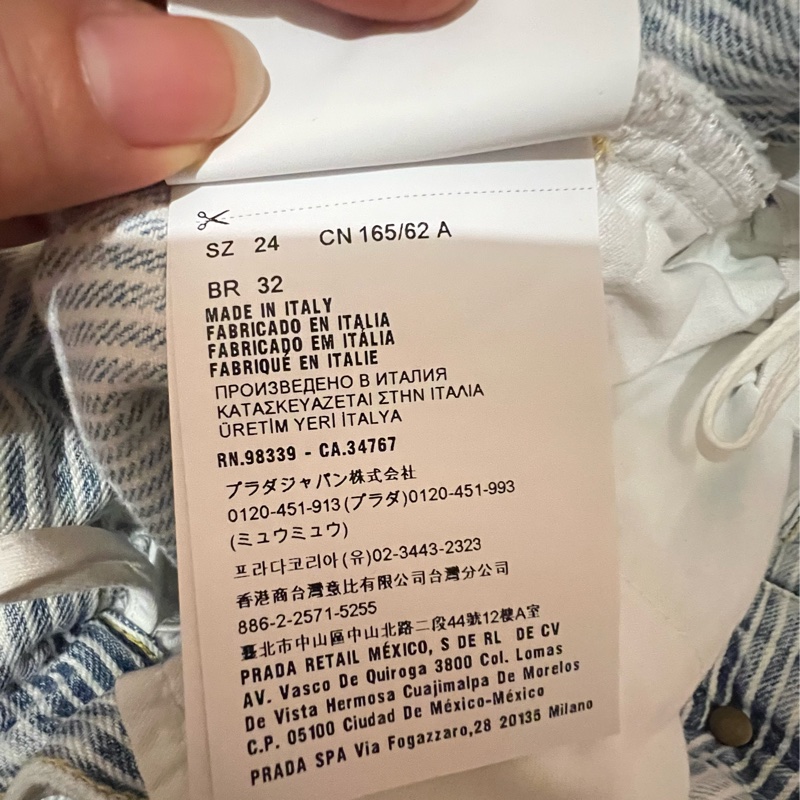 SZ 24 CN 165/62 A
BR 32
MADE IN ITALY
FABRICADO EN ITALIA
FABRICADO EM ITÁLIA
FABRIQUÉ EN ITALIE
ПРОИЗВЕДЕНО В ИТАЛИЯ
ΚΑΤΑΣΚΕΥΑΖΕΤΑΙ ΣΤΗΝ ΙΤΑΛΙΑ
ÜRETİM YERİ İTALYA
RN.98339 - CA.34767
プラダジャパン株式会社
0120-451-913(プラダ)0120-451-993
(ミュウミュウ)
프라다코리아(유)02-3443-2323
香港商台灣意比有限公司台灣分公司
886-2-2571-5255
臺北市中山區中山北路二段44號12樓A室
PRADA RETAIL MÉXICO, S DE RL DE CV
AV. Vasco De Quiroga 3800 Col. Lomas
De Vista Hermosa Cuajimalpa De Morelos
C.P. 05100 Ciudad De México-México
PRADA SPA Via Fogazzaro,28 20135 Milano